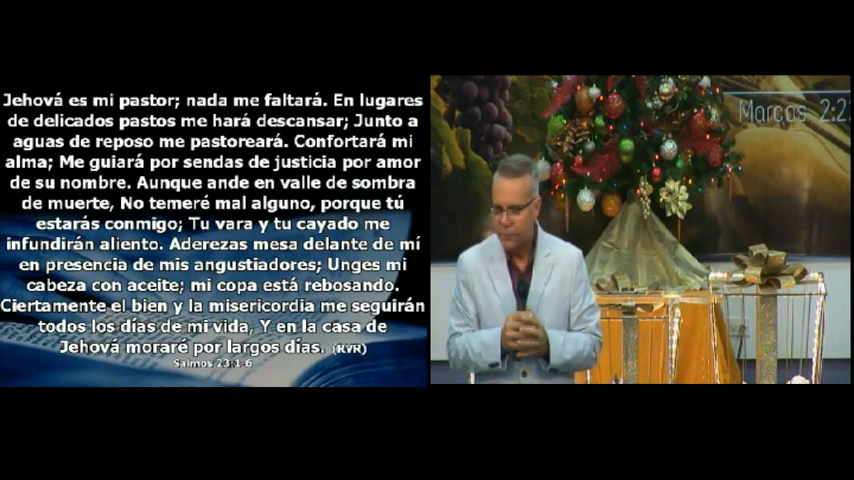 Jehová es mi pastor; nada me faltará. En lugares
de delicados pastos me hará descansar; Junto a
aguas de reposo me pastoreará. Confortará mi
alma; Me guiará por sendas de justicia por amor
de su nombre. Aunque ande en valle de sombra
de muerte, No temeré mal alguno, porque tú
estarás conmigo; Tu vara y tu cayado me
infundirán aliento. Aderezas mesa delante de mí
en presencia de mis angustiadores; Unges mi
cabeza con aceite; mi copa está rebosando.
Ciertamente el bien y la misericordia me seguirán
todos los días de mi vida, Y en la casa de
Jehová moraré por largos días. (RVR)
Salmos 23:1-6
Marcos 2:2